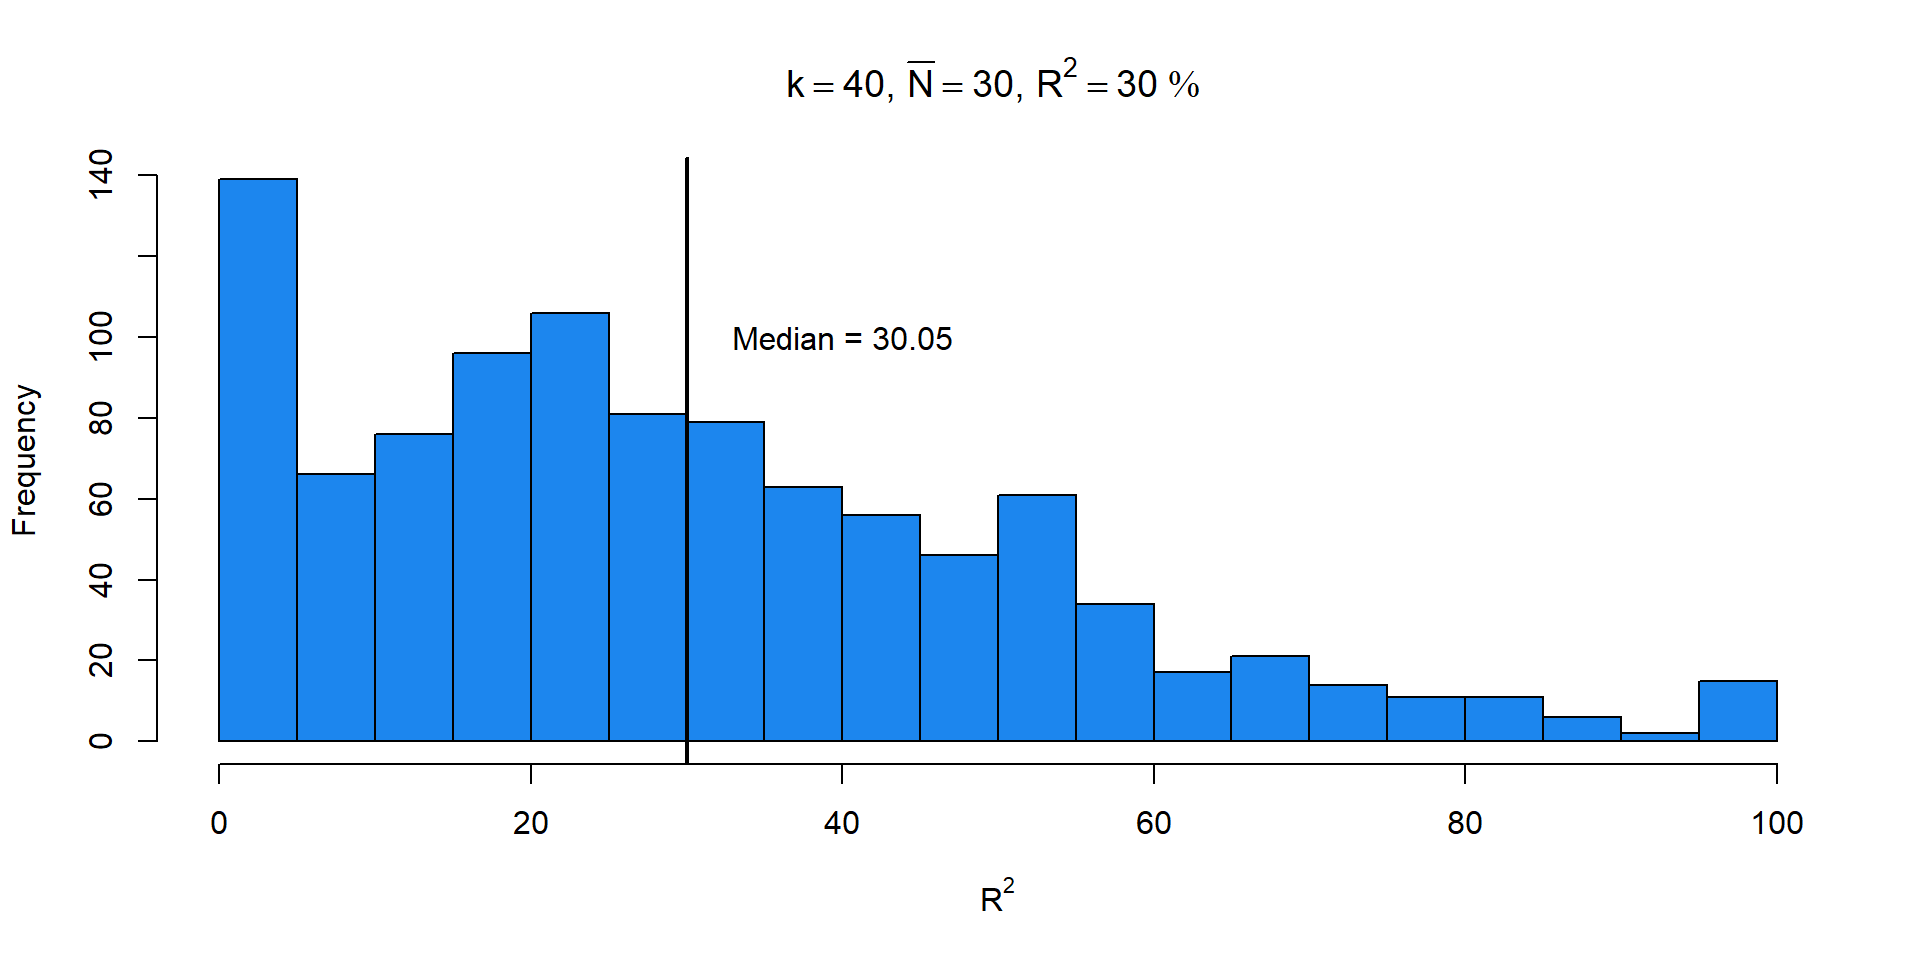 k = 40, N̅ = 30, R² = 30 %
Median = 30.05
Frequency
140
100
80
60
40
20
0
0 20 40 60 80 100
R²